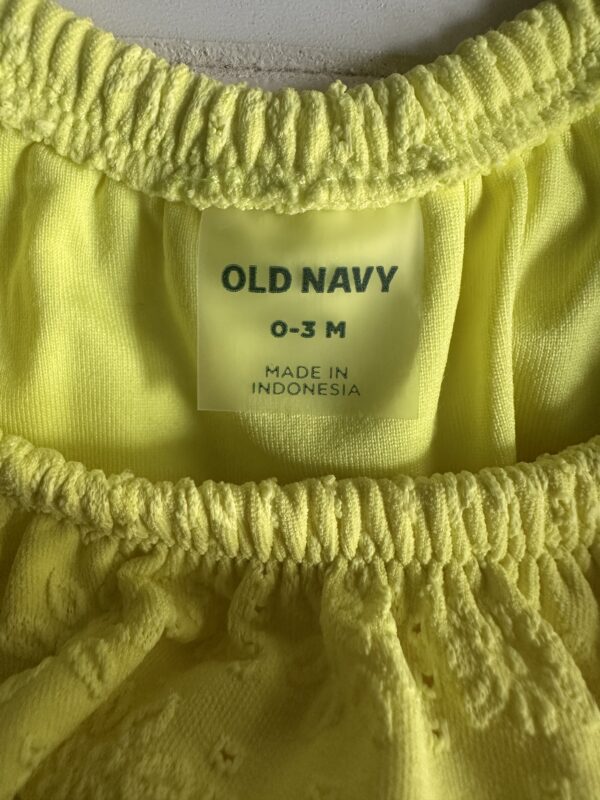 OLD NAVY
0-3 M
MADE IN
INDONESIA